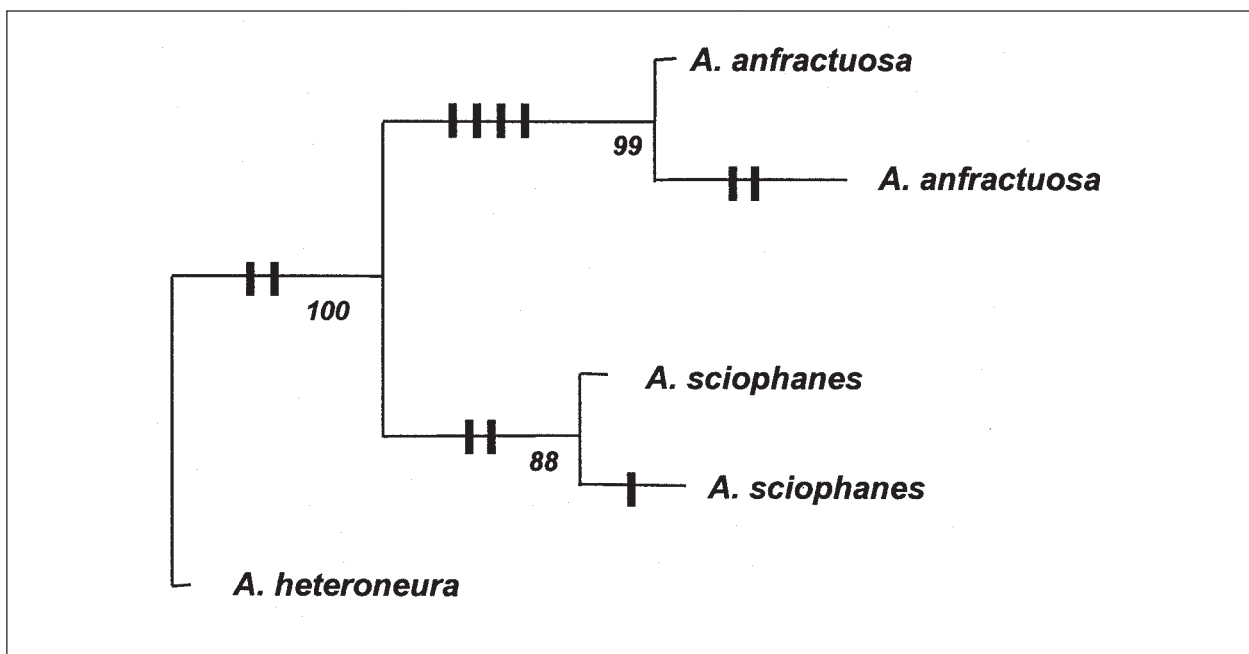 A. anfractuosa
99
A. anfractuosa
100
A. sciophanes
88
A. sciophanes
A. heteroneura